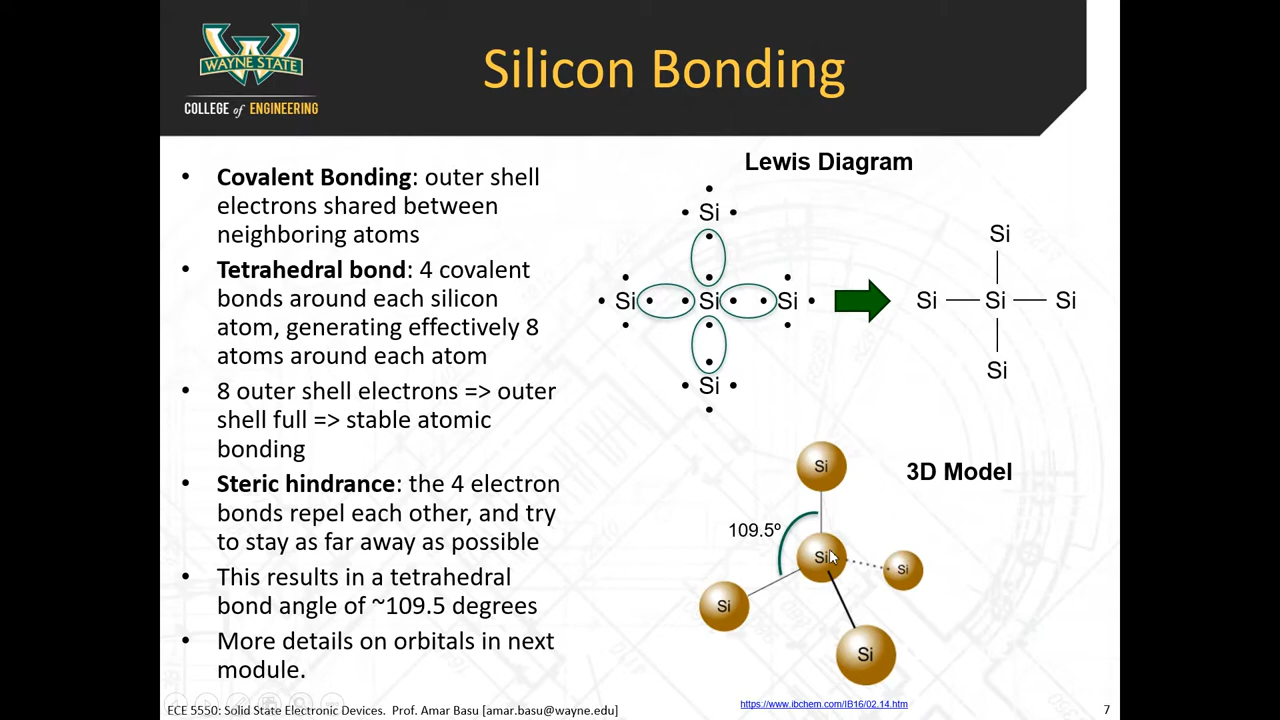 WAYNE STATE
COLLEGE of ENGINEERING
Silicon Bonding
• Covalent Bonding: outer shell
electrons shared between
neighboring atoms
• Tetrahedral bond: 4 covalent
bonds around each silicon
atom, generating effectively 8
atoms around each atom
• 8 outer shell electrons => outer
shell full => stable atomic
bonding
• Steric hindrance: the 4 electron
bonds repel each other, and try
to stay as far away as possible
• This results in a tetrahedral
bond angle of ~109.5 degrees
• More details on orbitals in next
module.
Lewis Diagram
Si
Si Si Si
Si
Si
Si Si Si
Si
3D Model
Si
109.5º
Si
Si
Si
Si
https://www.ibchem.com/IB16/02.14.htm
ECE 5550: Solid State Electronic Devices. Prof. Amar Basu [amar.basu@wayne.edu]
7